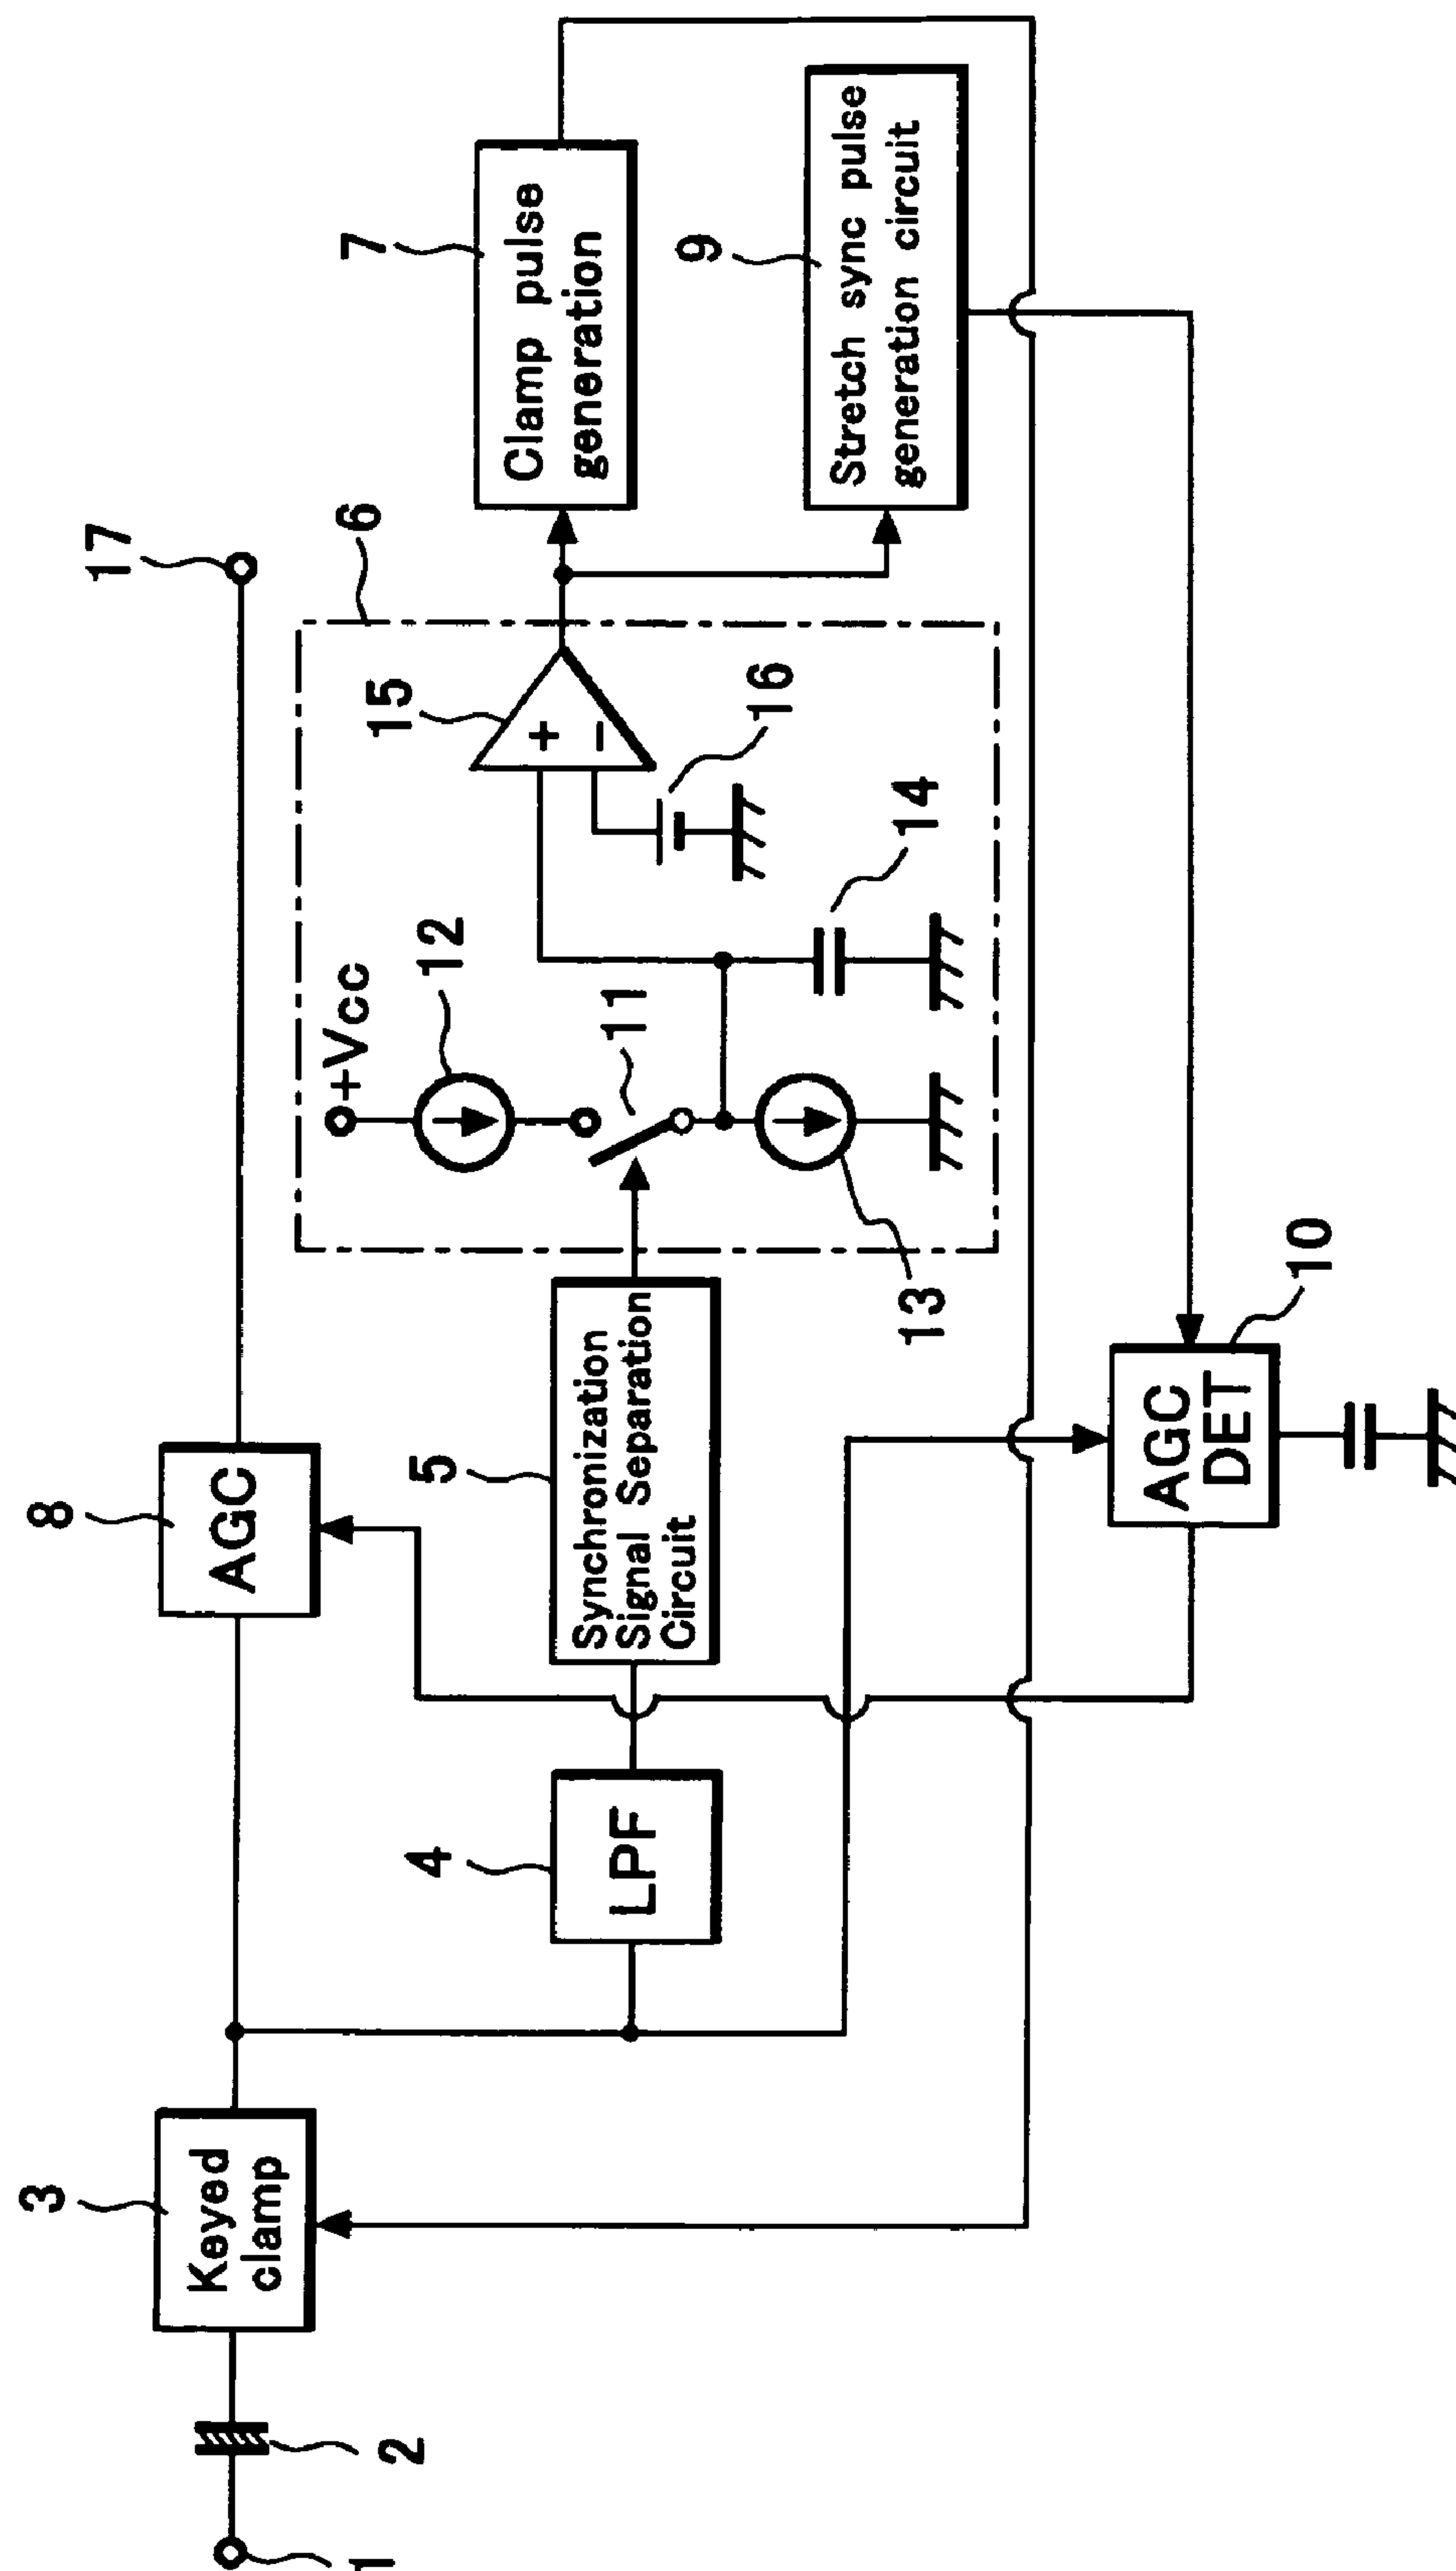 1
2
3
Keyed
clamp
4
LPF
5
Synchronization
Signal Separation
Circuit
8
AGC
17
6
+Vcc
12
11
13
14
15
+
−
16
7
Clamp pulse
generation
9
Stretch sync pulse
generation circuit
10
AGC
DET